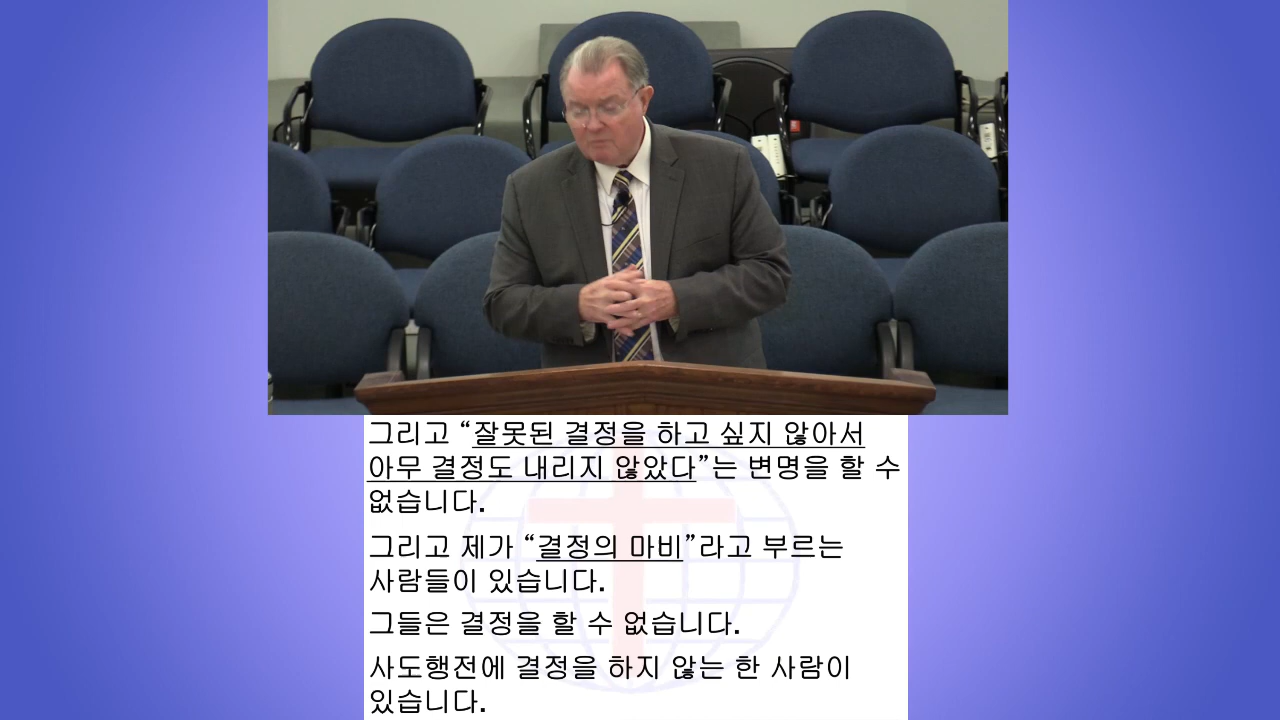 그리고 “잘못된 결정을 하고 싶지 않아서
아무 결정도 내리지 않았다”는 변명을 할 수
없습니다.
그리고 제가 “결정의 마비”라고 부르는
사람들이 있습니다.
그들은 결정을 할 수 없습니다.
사도행전에 결정을 하지 않는 한 사람이
있습니다.